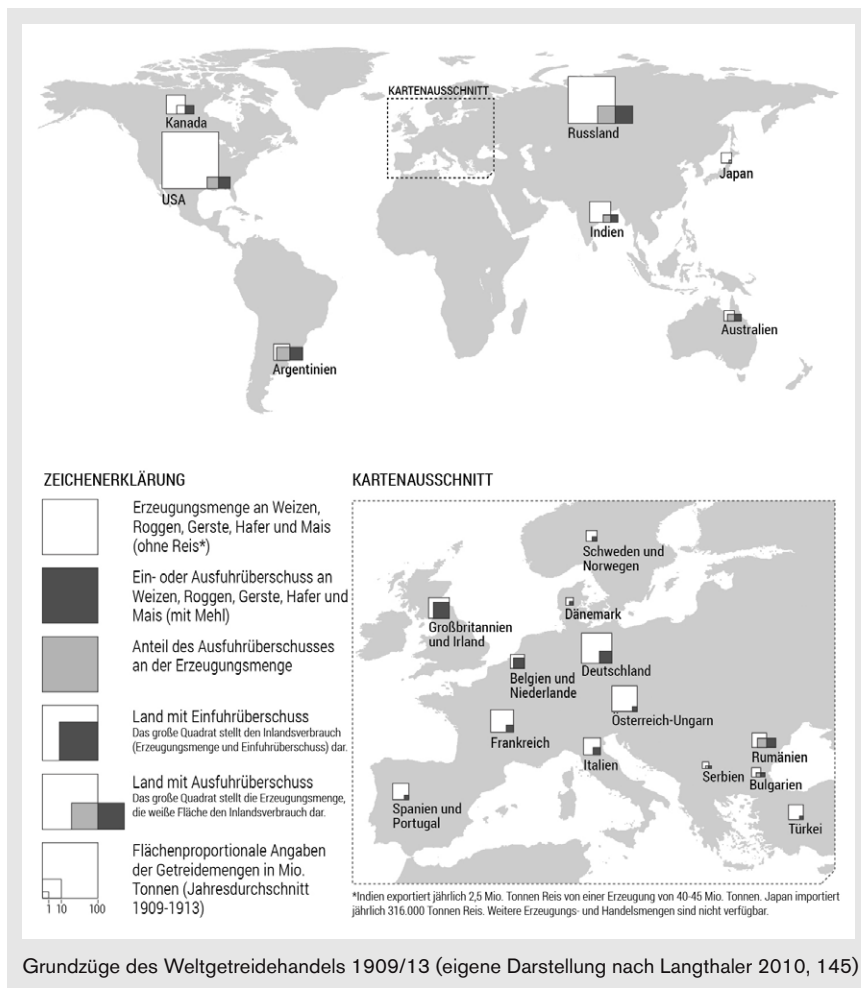 KARTENAUSSCHNITT
Kanada
Russland
USA
Japan
Indien
Australien
Argentinien
ZEICHENERKLÄRUNG
Erzeugungsmenge an Weizen,
Roggen, Gerste, Hafer und Mais
(ohne Reis*)
Ein- oder Ausfuhrüberschuss an
Weizen, Roggen, Gerste, Hafer und
Mais (mit Mehl)
Anteil des Ausfuhrüberschusses
an der Erzeugungsmenge
Land mit Einfuhrüberschuss
Das große Quadrat stellt den Inlandsverbrauch
(Erzeugungsmenge und Einfuhrüberschuss) dar.
Land mit Ausfuhrüberschuss
Das große Quadrat stellt die Erzeugungsmenge,
die weiße Fläche den Inlandsverbrauch dar.
Flächenproportionale Angaben
der Getreidemengen in Mio.
Tonnen (Jahresdurchschnitt
1909-1913)
1 10 100
KARTENAUSSCHNITT
Schweden und
Norwegen
Dänemark
Großbritannien
und Irland
Deutschland
Belgien und
Niederlande
Österreich-Ungarn
Frankreich
Italien
Rumänien
Serbien
Bulgarien
Spanien und
Portugal
Türkei
*Indien exportiert jährlich 2,5 Mio. Tonnen Reis von einer Erzeugung von 40-45 Mio. Tonnen. Japan importiert
jährlich 316.000 Tonnen Reis. Weitere Erzeugungs- und Handelsmengen sind nicht verfügbar.
Grundzüge des Weltgetreidehandels 1909/13 (eigene Darstellung nach Langthaler 2010, 145)